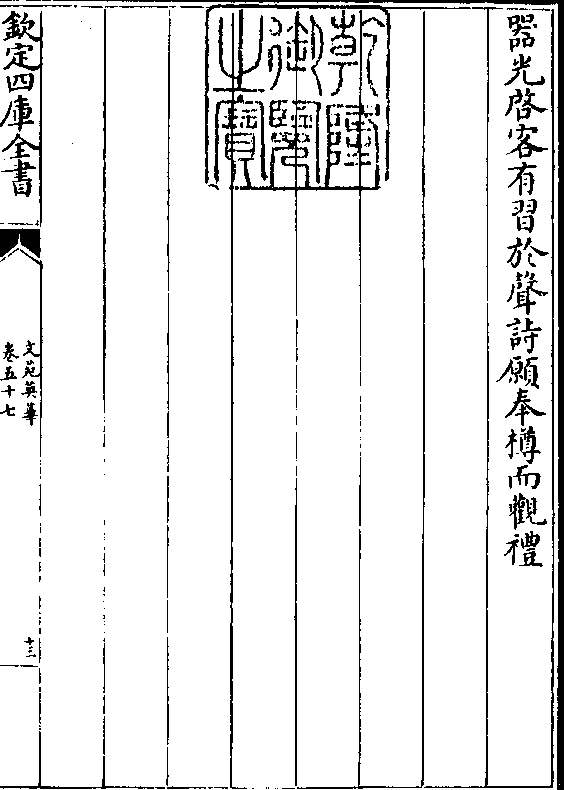 器光啓客有習於聲詩願奉樽而觀禮
乾隆
御覽
之寶
欽定四庫全書
文苑英華
卷五十七
十三